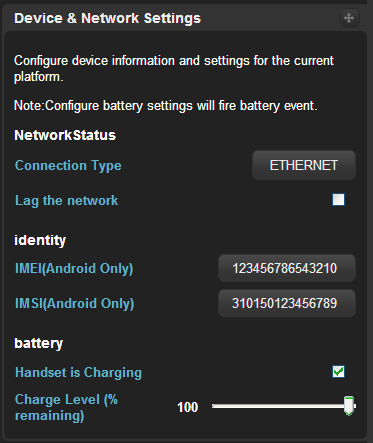 Device & Network Settings
Configure device information and settings for the current
platform.
Note:Configure battery settings will fire battery event.
NetworkStatus
Connection Type ETHERNET
Lag the network
identity
IMEI(Android Only) 123456786543210
IMSI(Android Only) 310150123456789
battery
Handset is Charging
Charge Level (%
remaining) 100